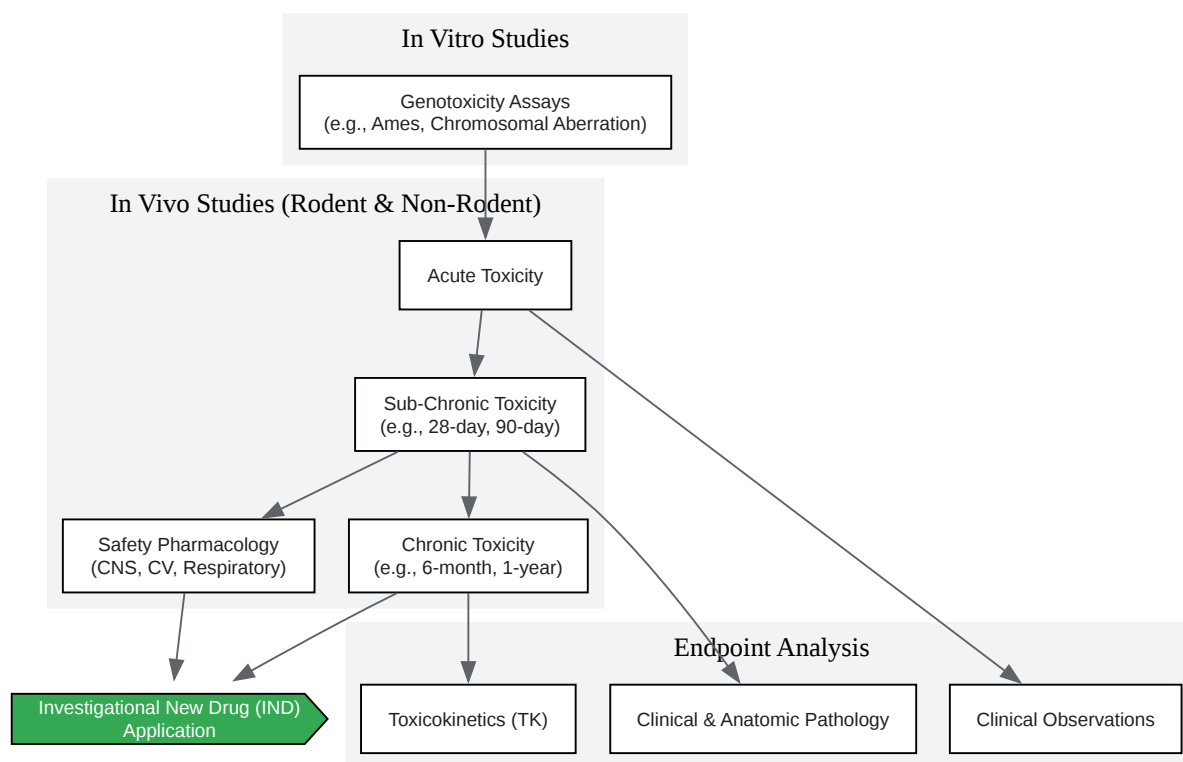 In Vitro Studies
Genotoxicity Assays
(e.g., Ames, Chromosomal Aberration)
In Vivo Studies (Rodent & Non-Rodent)
Acute Toxicity
Sub-Chronic Toxicity
(e.g., 28-day, 90-day)
Safety Pharmacology
(CNS, CV, Respiratory)
Chronic Toxicity
(e.g., 6-month, 1-year)
Endpoint Analysis
Investigational New Drug (IND)
Application
Toxicokinetics (TK)
Clinical & Anatomic Pathology
Clinical Observations